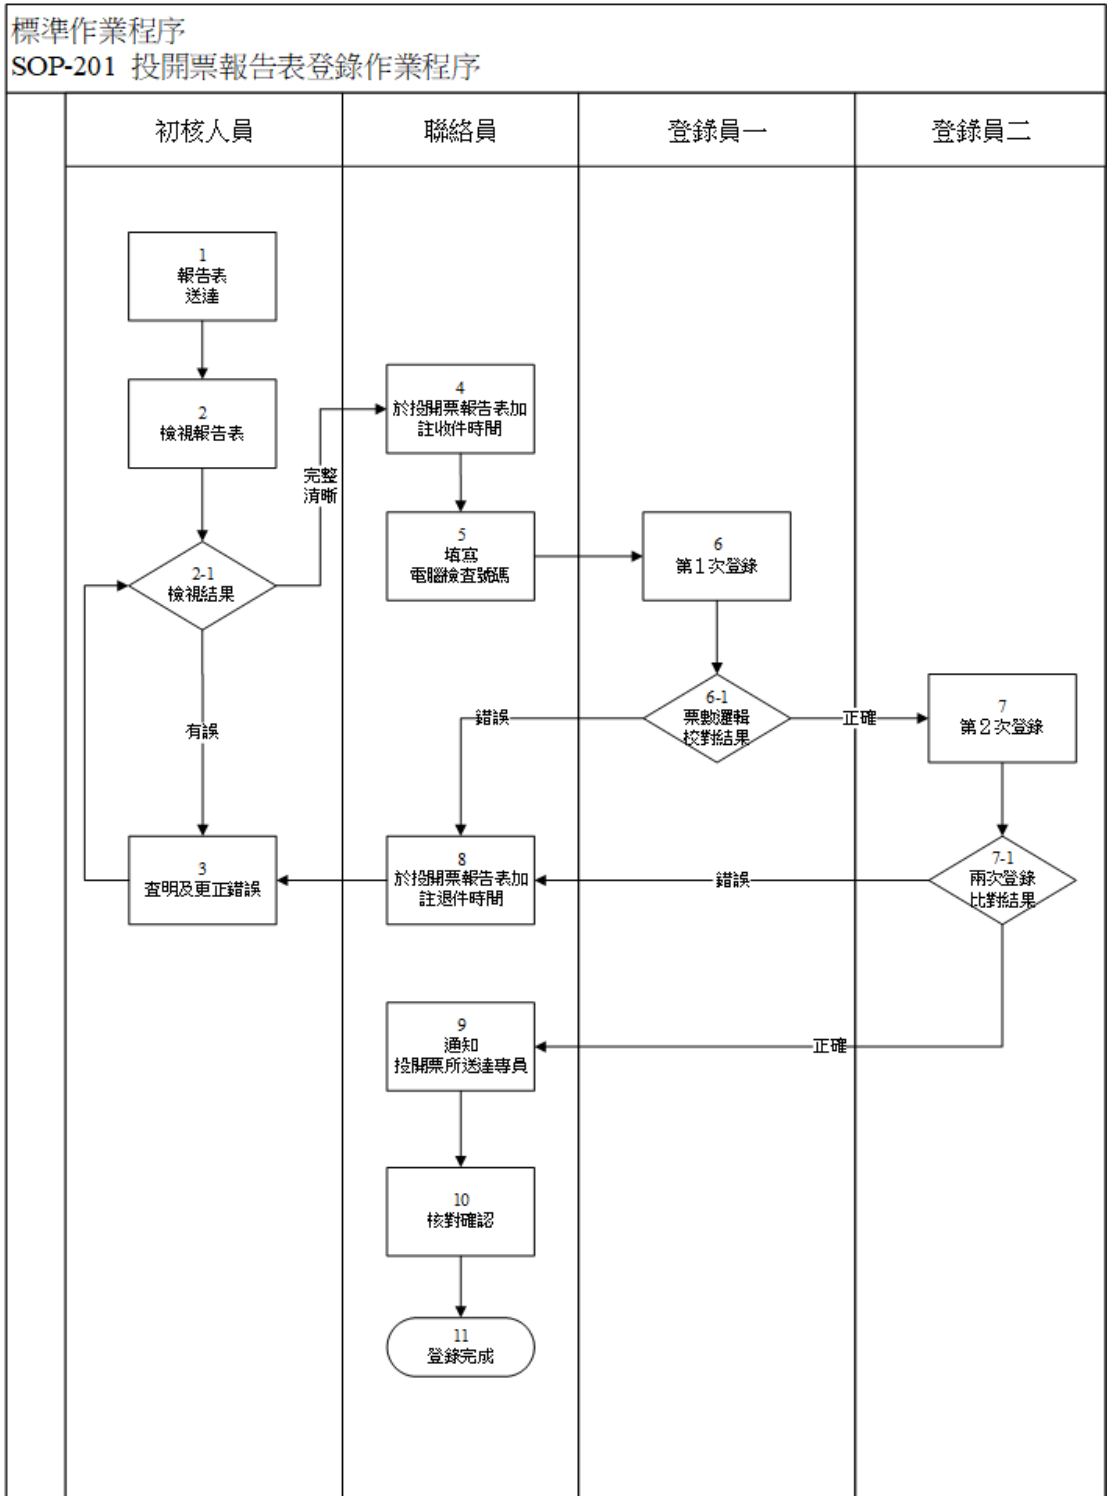 標準作業程序
SOP-201 投開票報告表登錄作業程序
初核人員
聯絡員
登錄員一
登錄員二
1
報告表
送達
2
檢視報告表
2-1
檢視結果
完整
清晰
有誤
3
查明及更正錯誤
4
於投開票報告表加
註收件時間
5
填寫
電腦檢查號碼
6
第1次登錄
6-1
票數邏輯
校對結果
錯誤
正確
7
第2次登錄
7-1
兩次登錄
比對結果
錯誤
8
於投開票報告表加
註退件時間
正確
9
通知
投開票所送達專員
10
核對確認
11
登錄完成